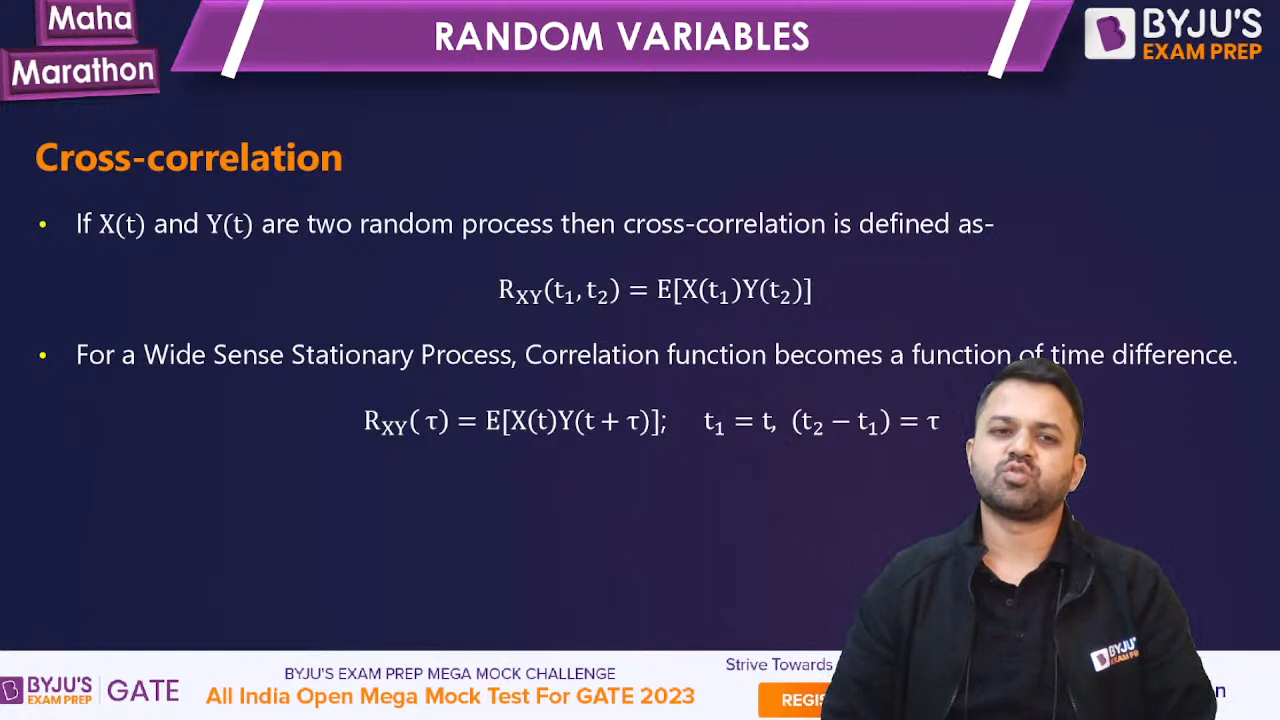 Maha
Marathon
RANDOM VARIABLES
BYJU'S
EXAM PREP
Cross-correlation
• If X(t) and Y(t) are two random process then cross-correlation is defined as-
R_XY(t₁, t₂) = E[X(t₁)Y(t₂)]
• For a Wide Sense Stationary Process, Correlation function becomes a function of time difference.
R_XY( τ) = E[X(t)Y(t + τ)]; t₁ = t, (t₂ − t₁) = τ
BYJU'S
EXAM PREP
BYJU'S
EXAM PREP
GATE
BYJU'S EXAM PREP MEGA MOCK CHALLENGE
All India Open Mega Mock Test For GATE 2023
Strive Towards